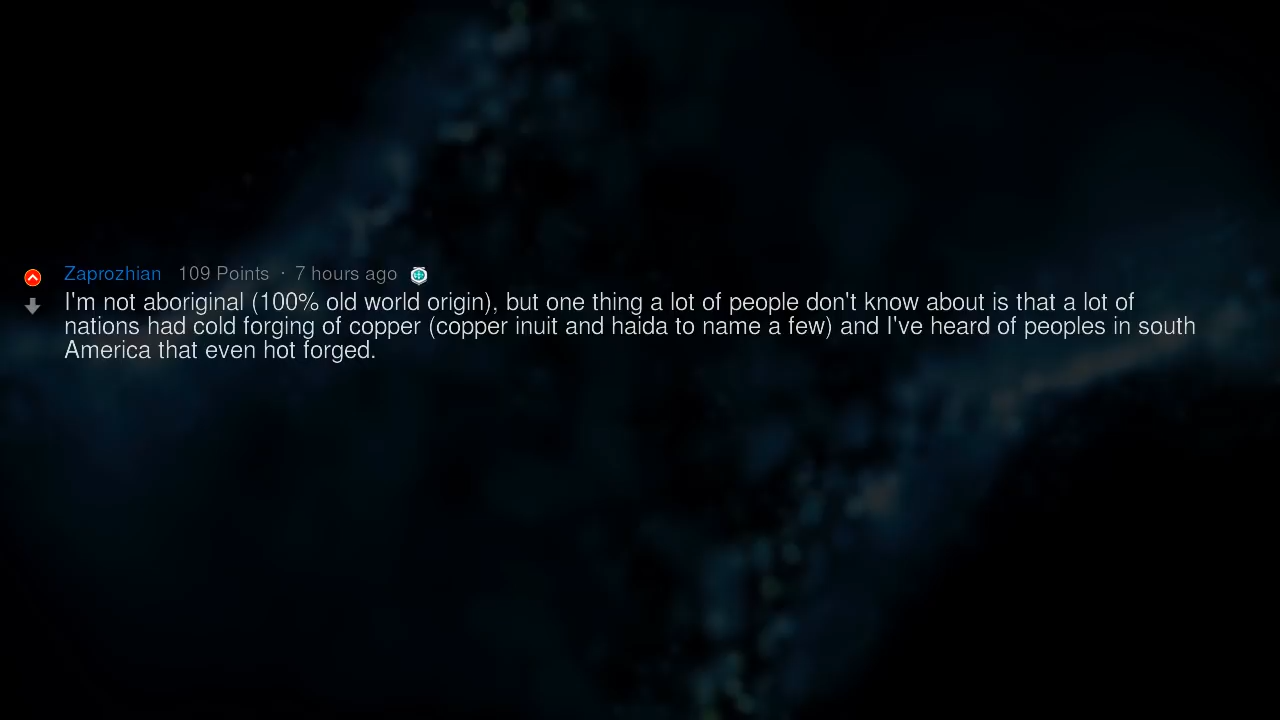 Zaprozhian 109 Points · 7 hours ago
I'm not aboriginal (100% old world origin), but one thing a lot of people don't know about is that a lot of
nations had cold forging of copper (copper inuit and haida to name a few) and I've heard of peoples in south
America that even hot forged.